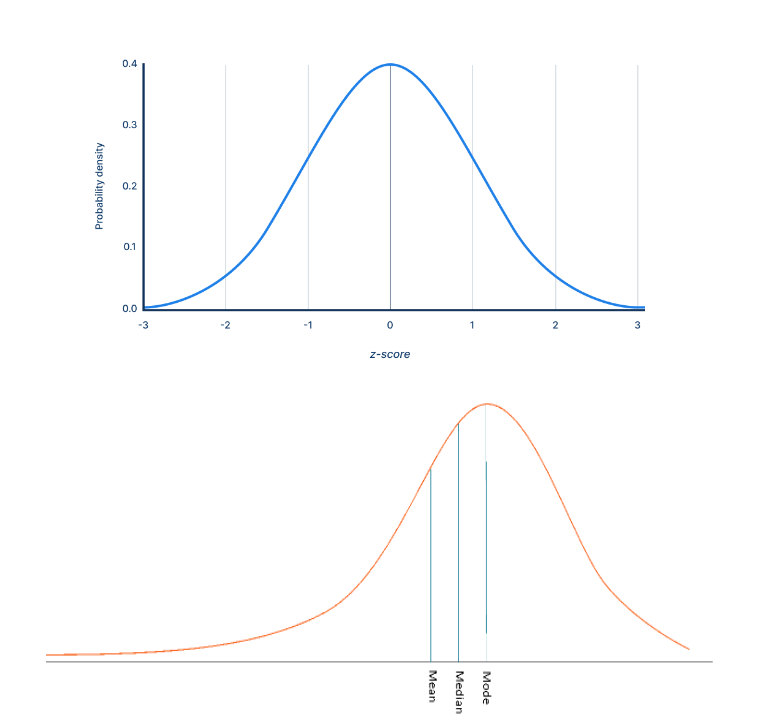 0.4
0.3
0.2
0.1
0.0
Probability density
-3 -2 -1 0 1 2 3
z-score
Mean
Median
Mode